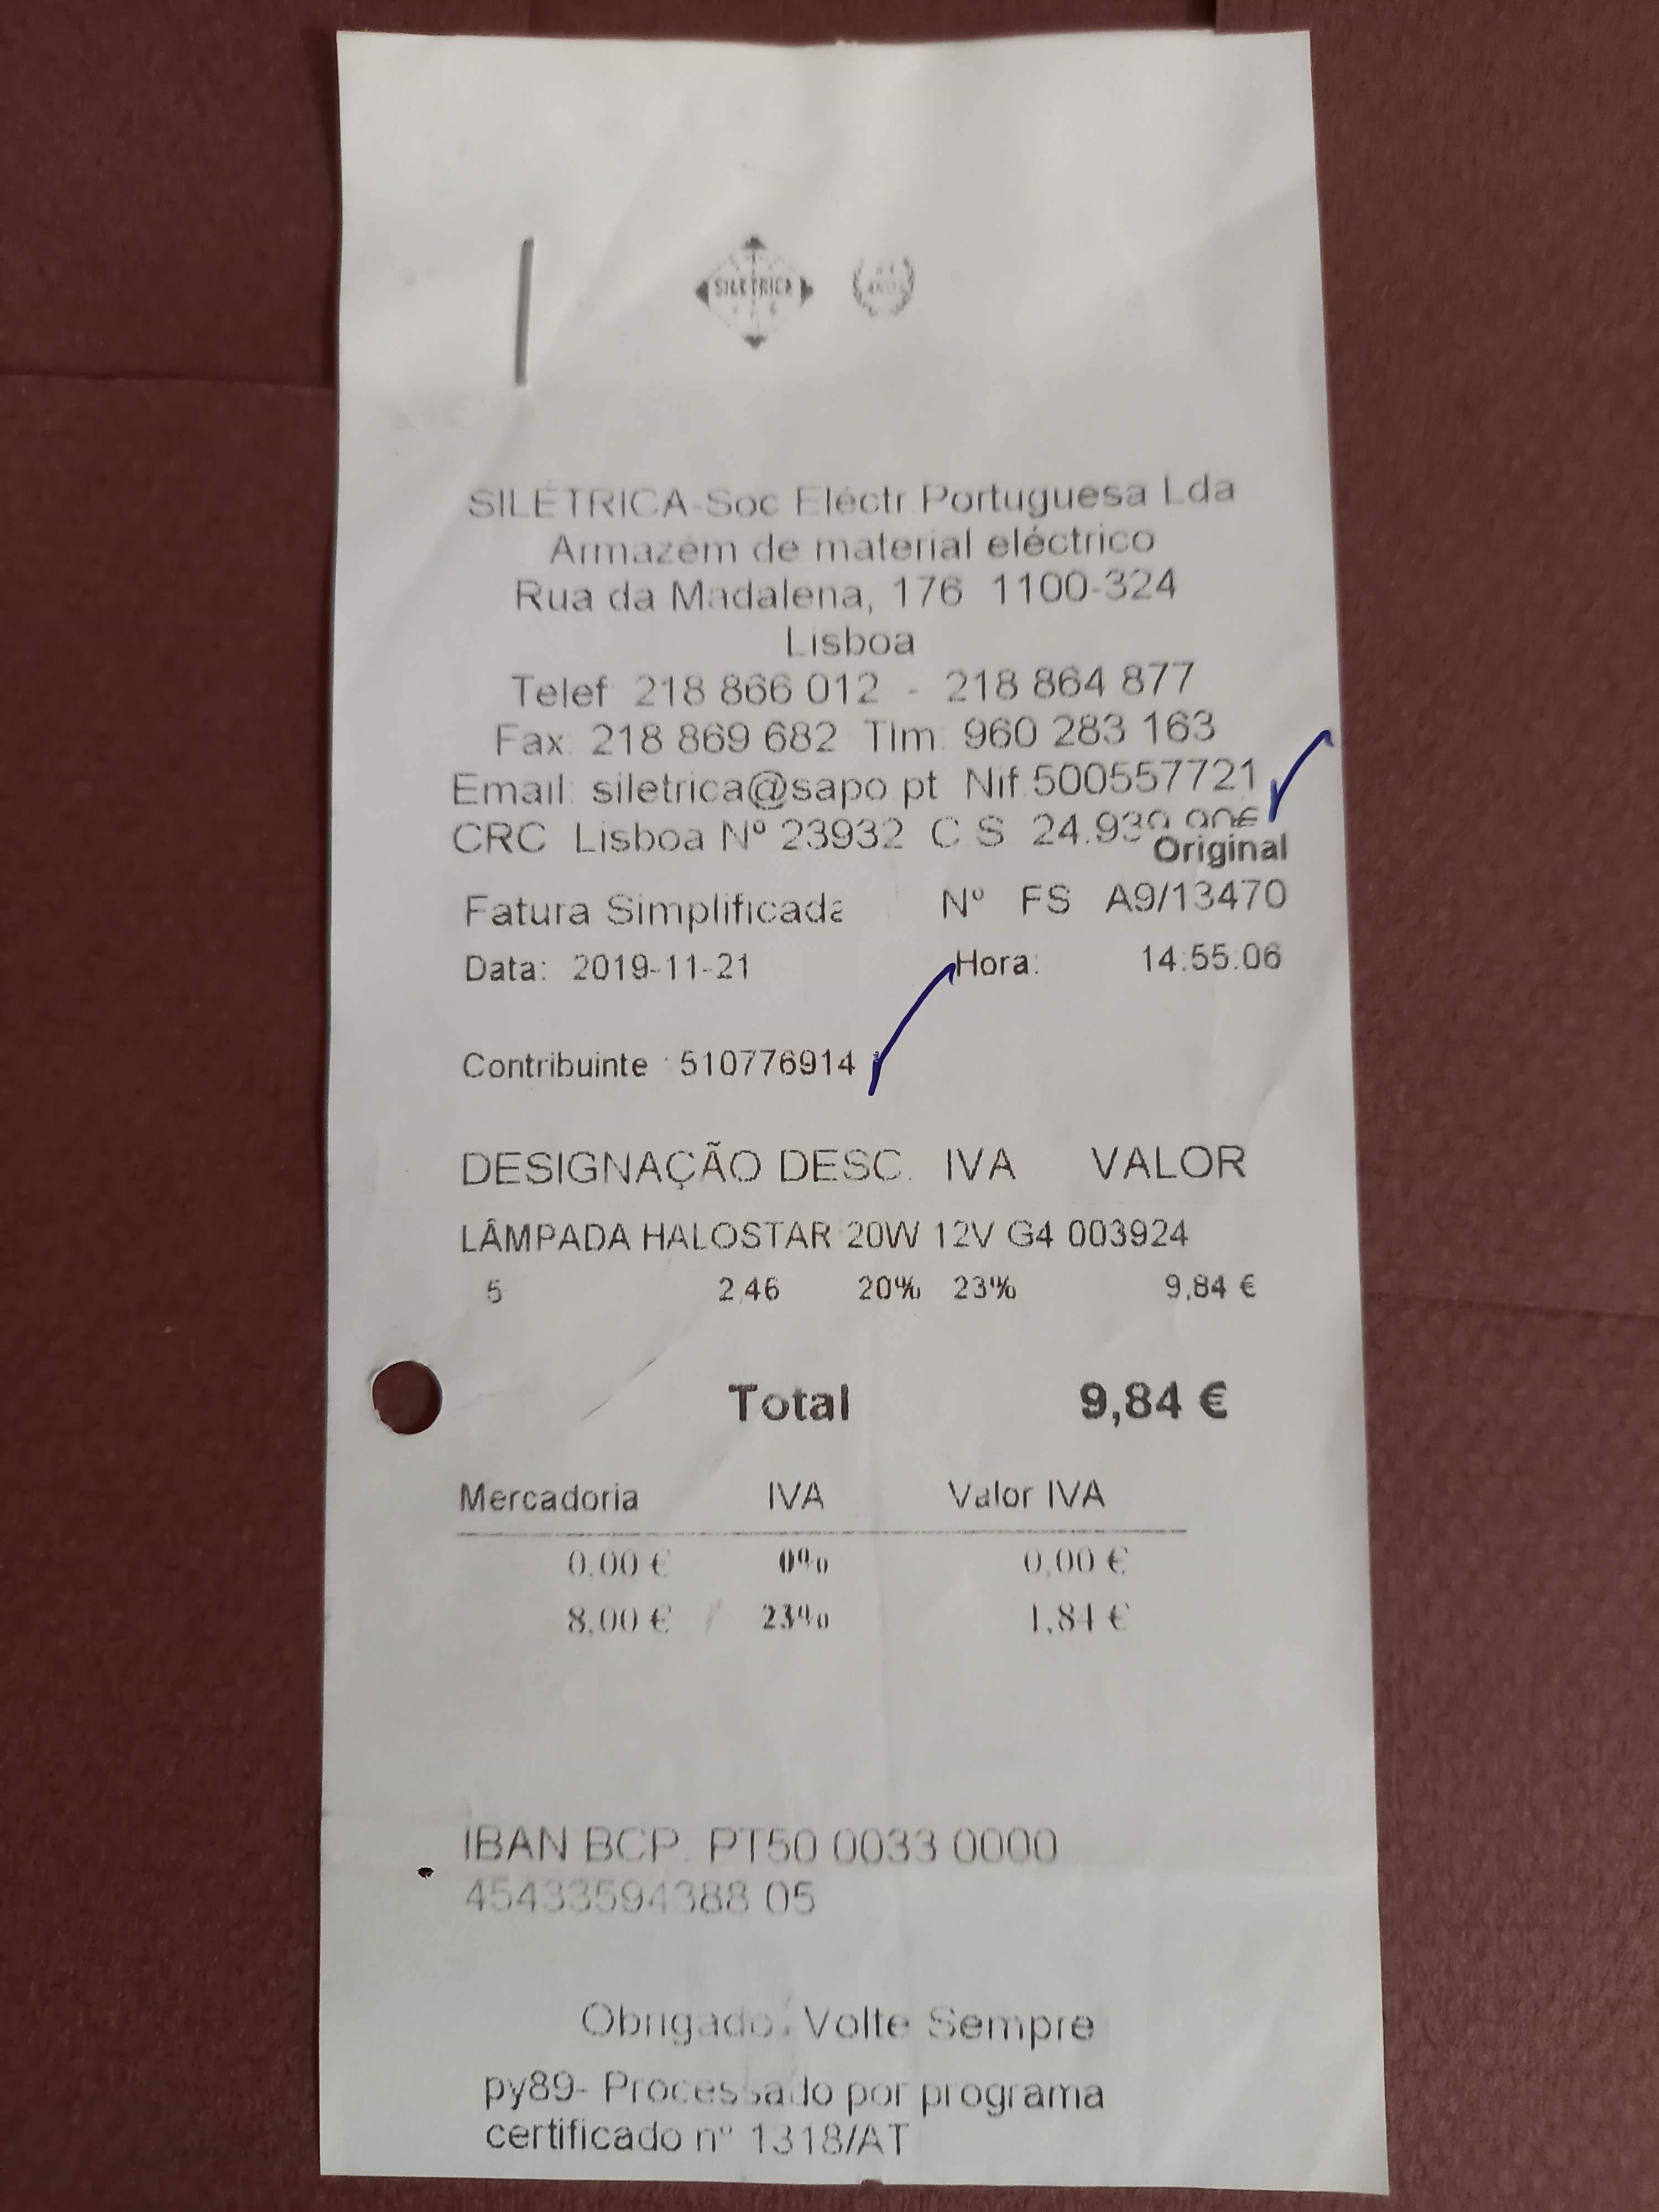 SILETRICA
SILÉTRICA-Soc Eléctr Portuguesa Lda
Armazém de material eléctrico
Rua da Madalena, 176 1100-324
Lisboa
Telef 218 866 012 - 218 864 877
Fax. 218 869 682 Tlm. 960 283 163
Email: siletrica@sapo.pt Nif.500557721
CRC Lisboa Nº 23932 C S
Original
Fatura Simplificada Nº FS A9/13470
Data: 2019-11-21 Hora: 14:55:06
Contribuinte : 510776914
DESIGNAÇÃO DESC. IVA VALOR
LÂMPADA HALOSTAR 20W 12V G4 003924
5 2,46 20% 23% 9,84 €
Total 9,84 €
Mercadoria IVA Valor IVA
0,00 € 0% 0,00 €
8,00 € 23% 1,84 €
IBAN BCP. PT50 0033 0000
45433594388 05
Obrigado. Volte Sempre
py89- Processado por programa
certificado nº 1318/AT